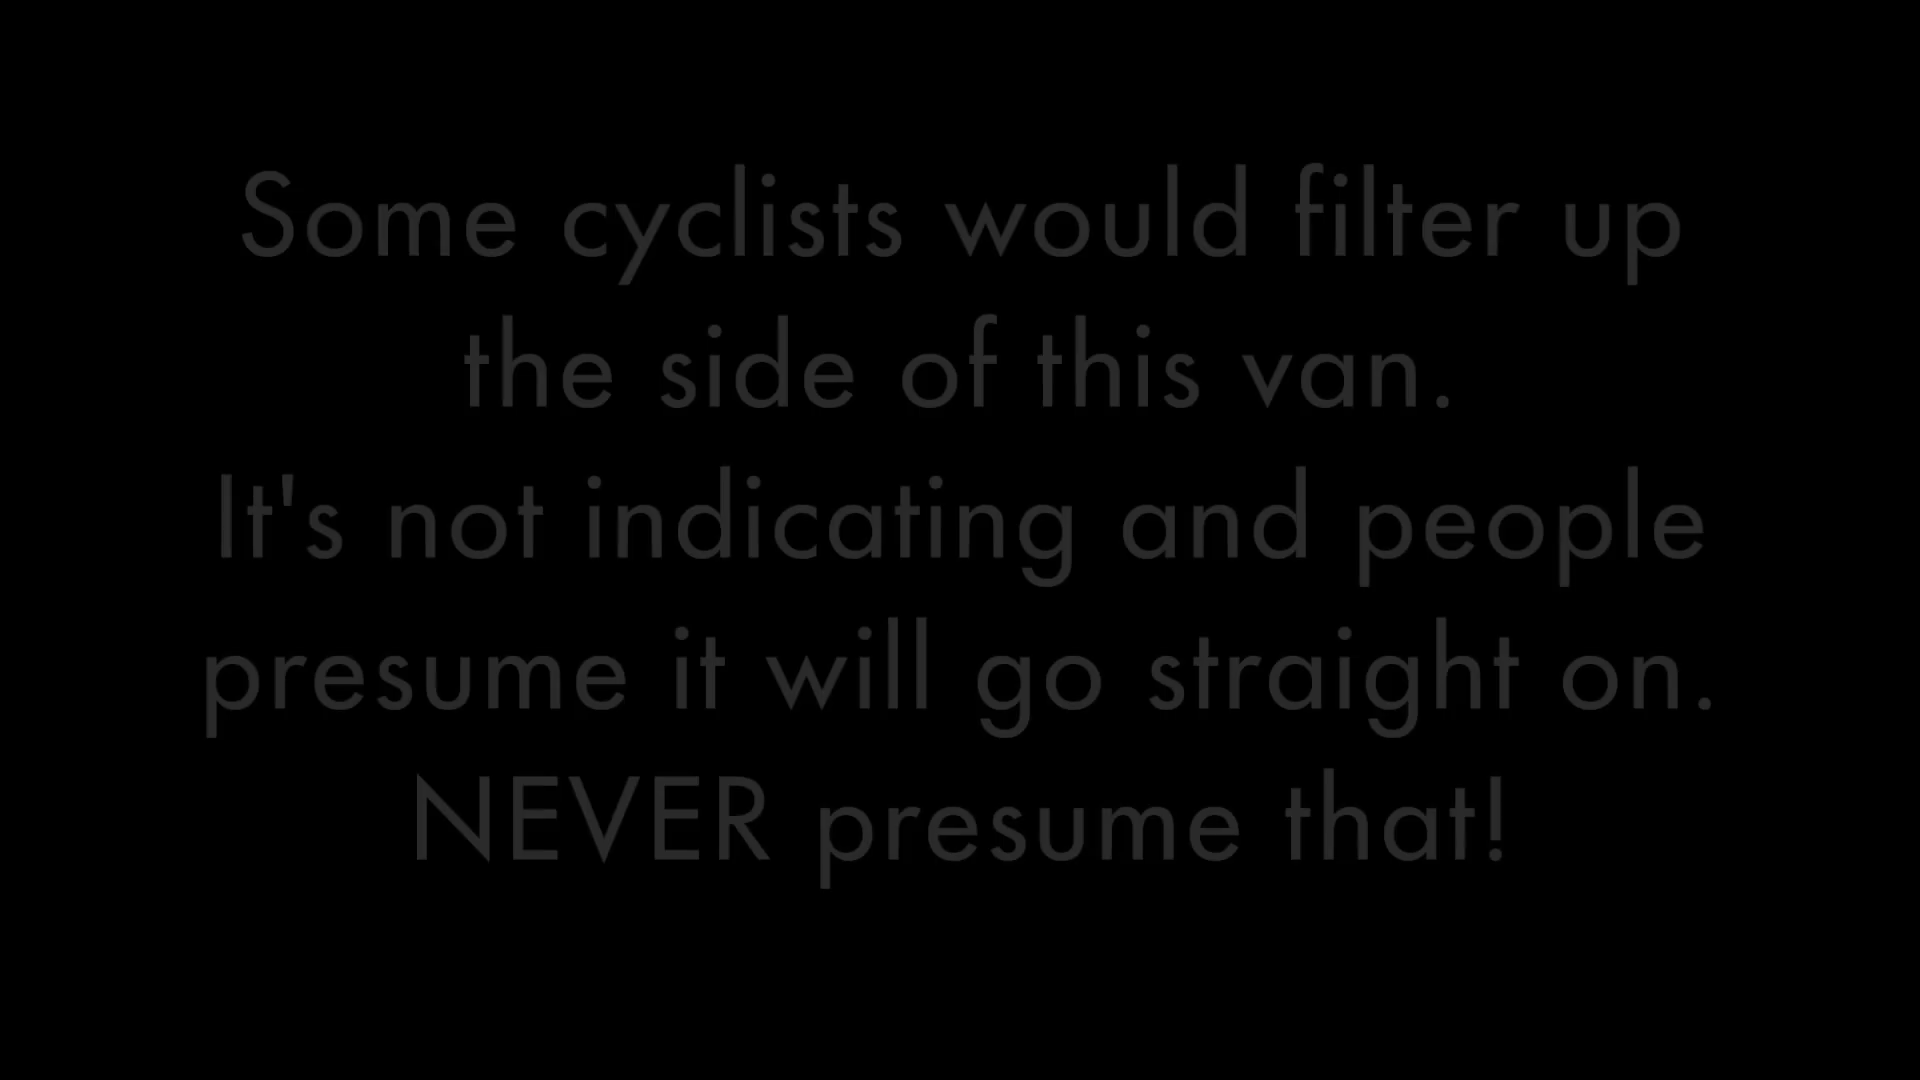 Some cyclists would filter up
the side of this van.
It's not indicating and people
presume it will go straight on.
NEVER presume that!